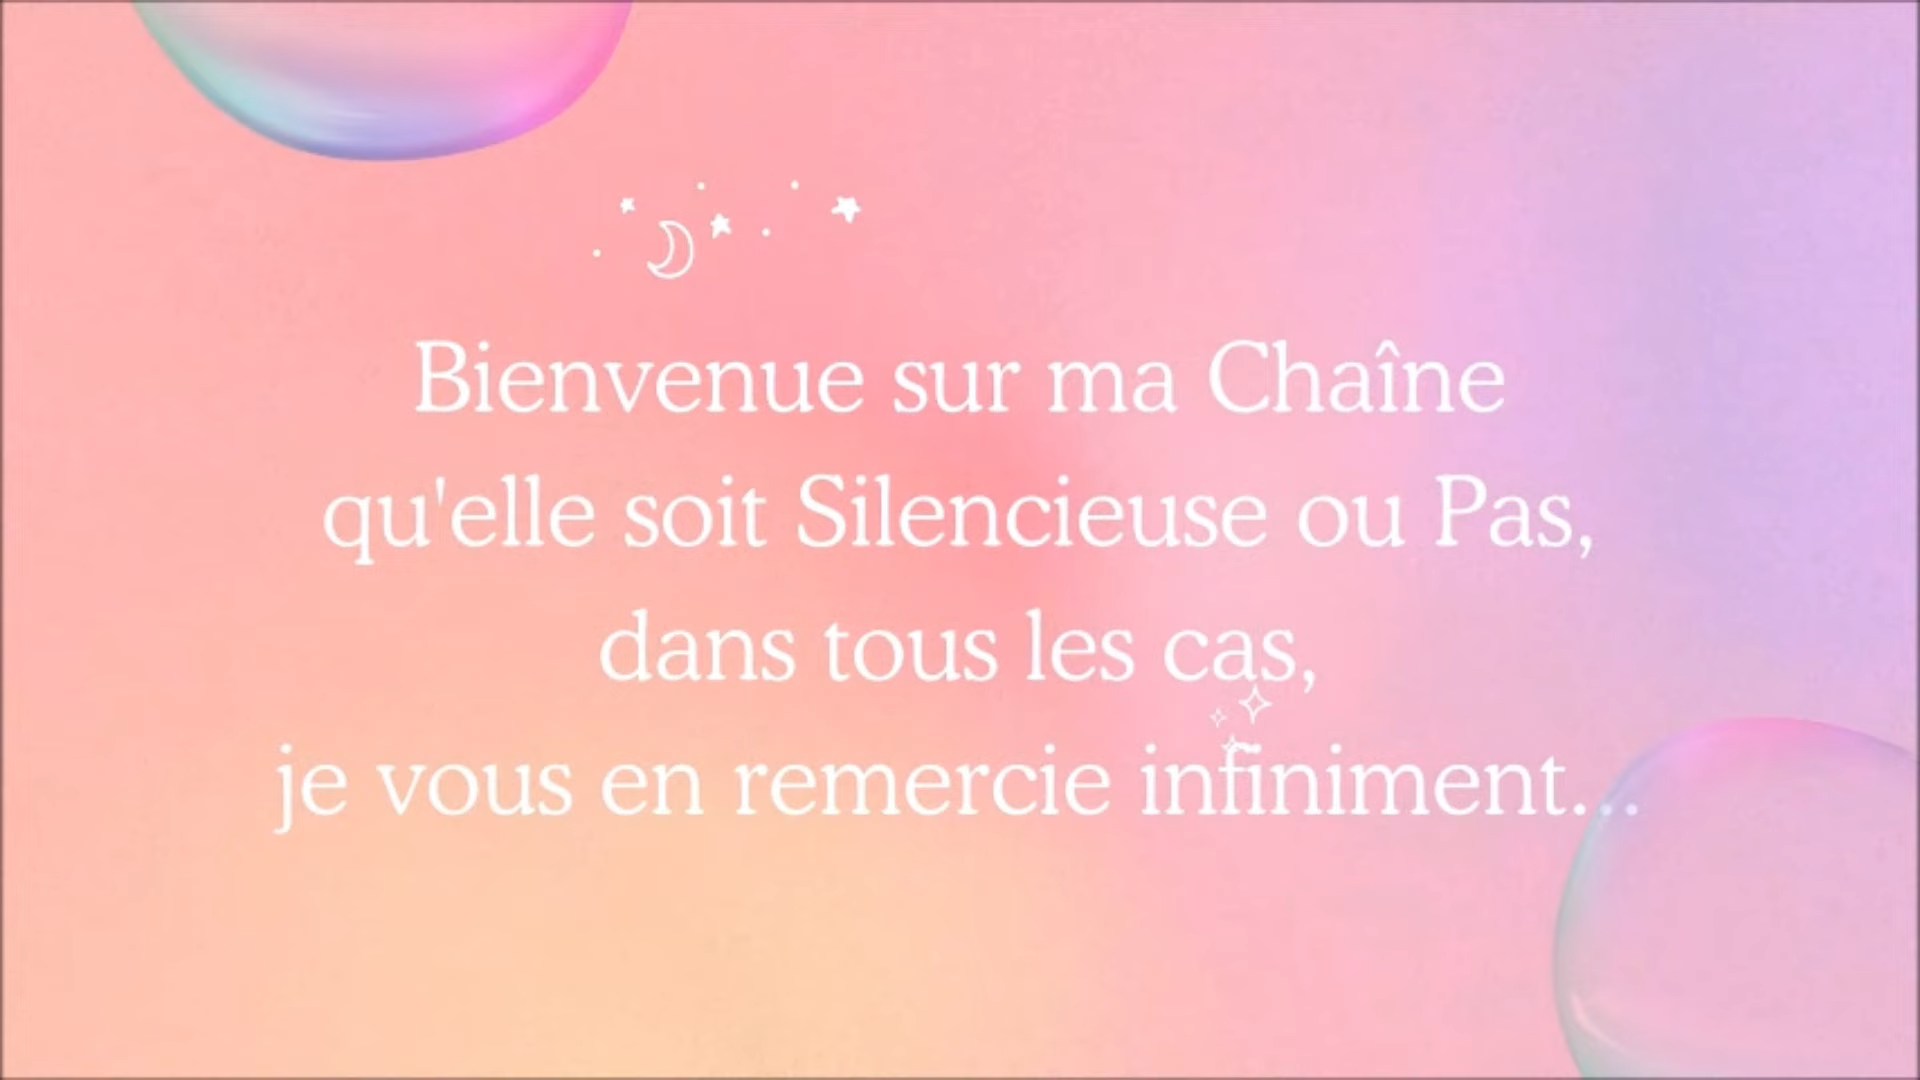 Bienvenue sur ma Chaîne
qu'elle soit Silencieuse ou Pas,
dans tous les cas,
je vous en remercie infiniment...